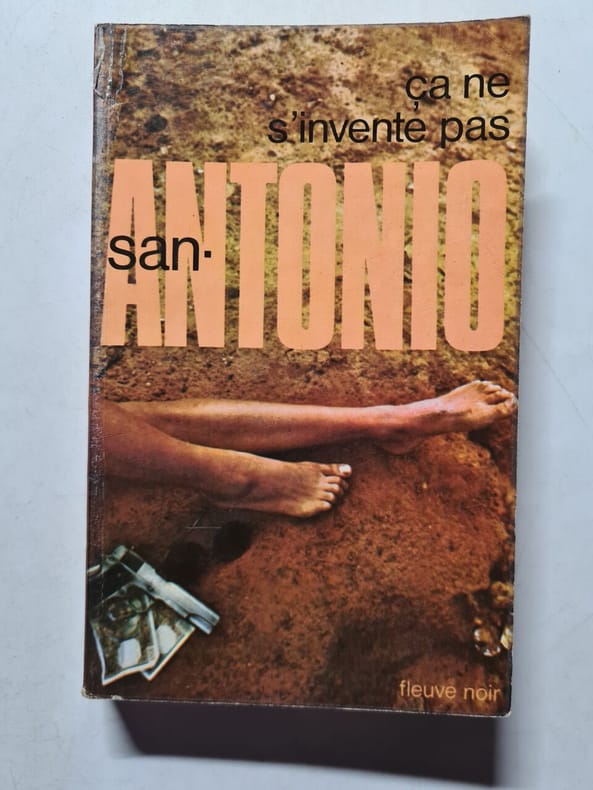 ça ne
s'invente pas
san·
ANTONIO
fleuve noir